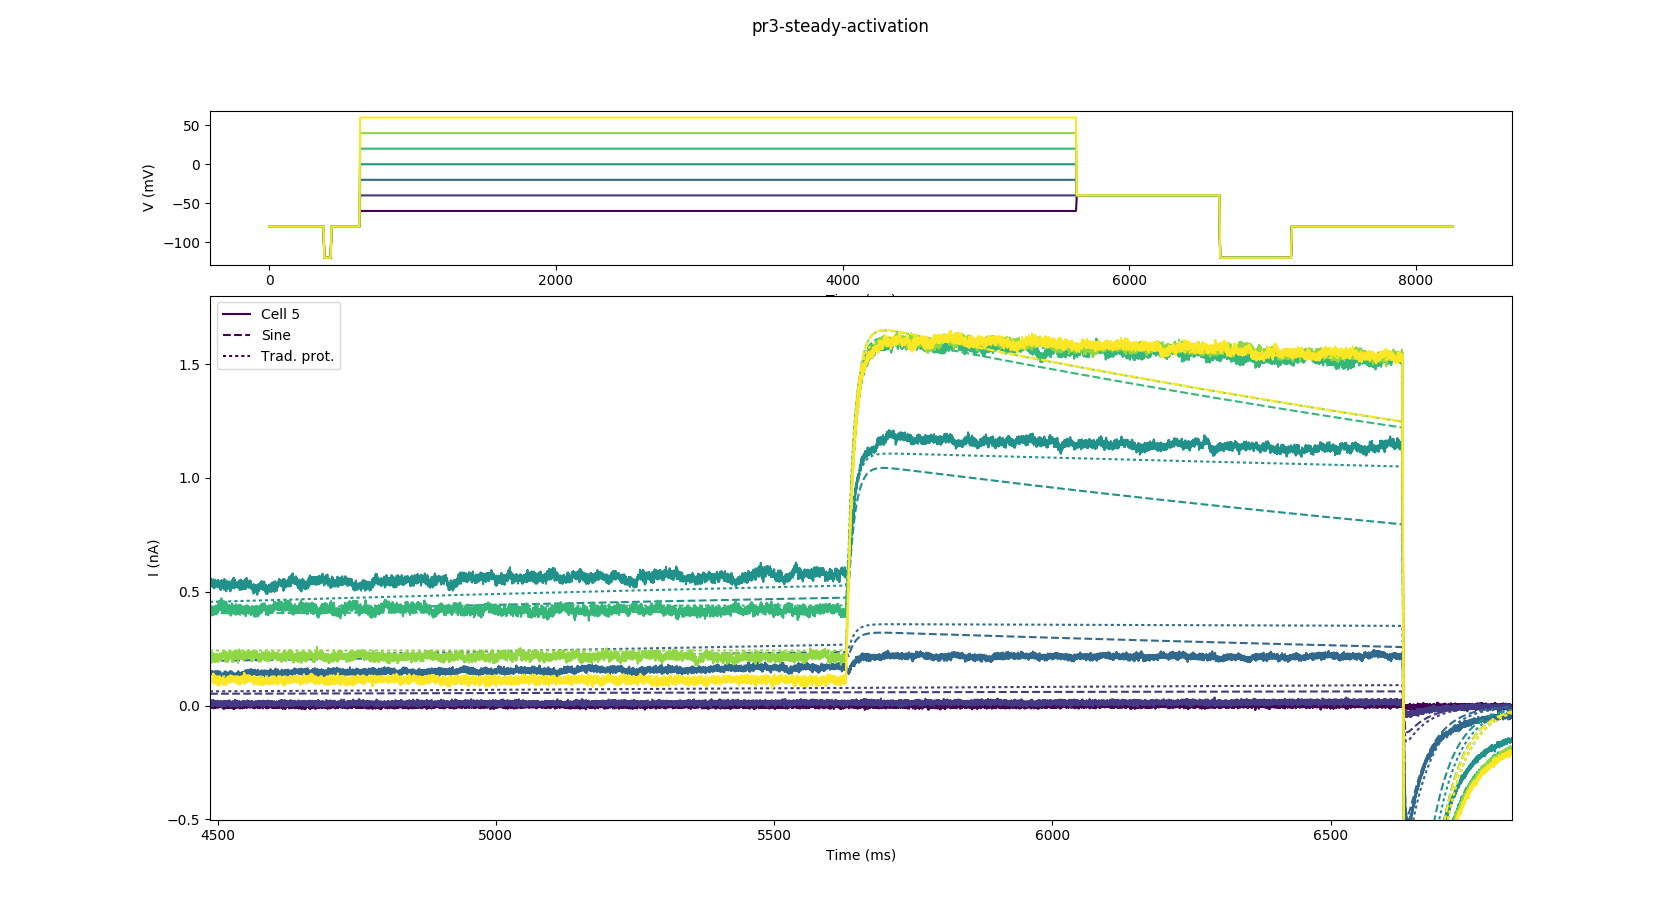 pr3-steady-activation
50
0
−50
−100
V (mV)
0 2000 4000 6000 8000
Cell 5
Sine
Trad. prot.
1.5
1.0
0.5
0.0
−0.5
I (nA)
4500 5000 5500 6000 6500
Time (ms)